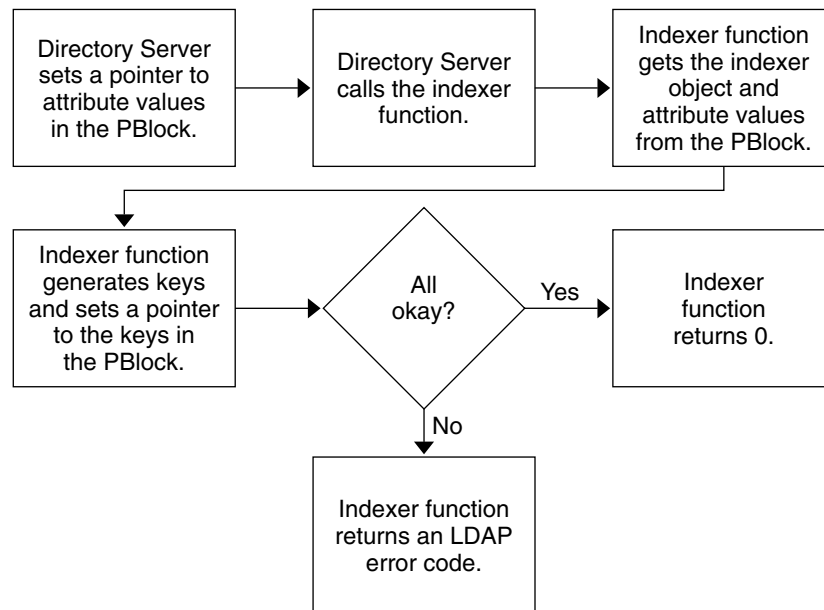 Directory Server
sets a pointer to
attribute values
in the PBlock.
Directory Server
calls the indexer
function.
Indexer function
gets the indexer
object and
attribute values
from the PBlock.
Indexer function
generates keys
and sets a pointer
to the keys in
the PBlock.
All
okay?
Yes
Indexer
function
returns 0.
No
Indexer function
returns an LDAP
error code.